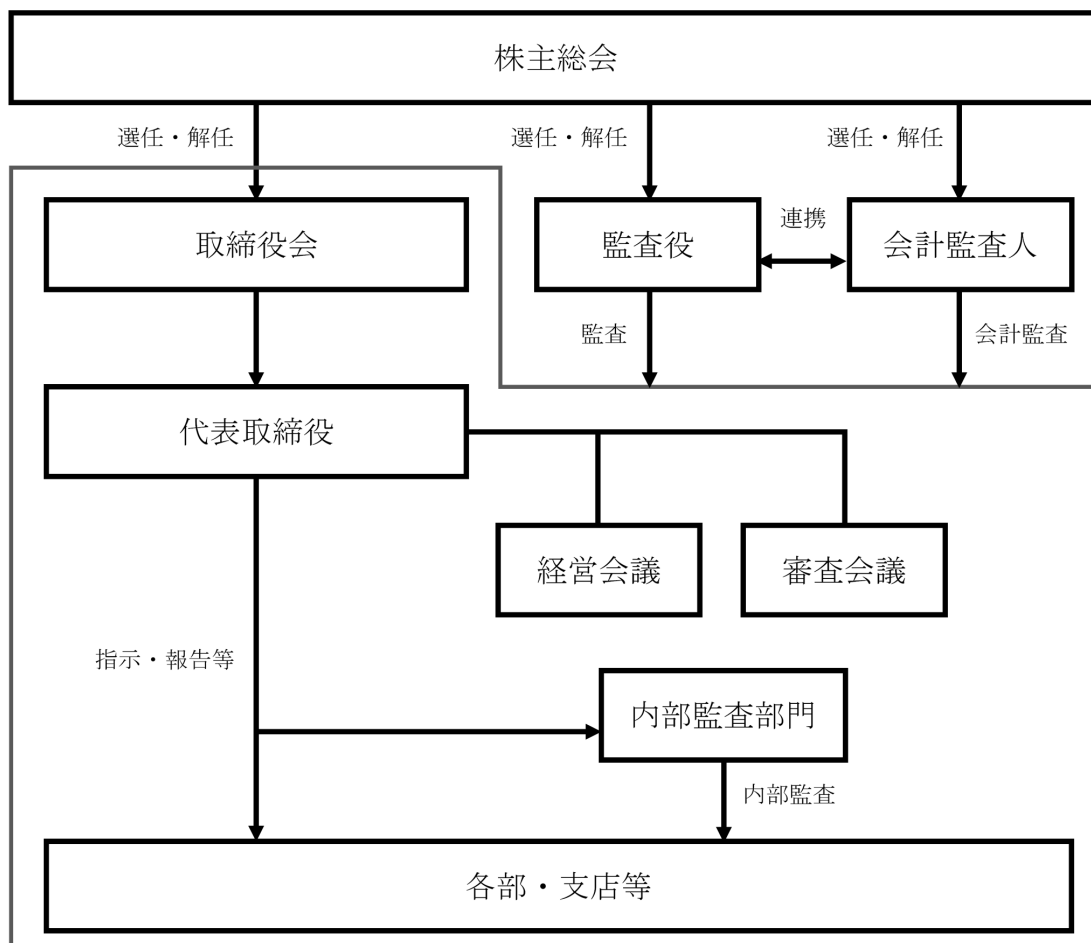 株主総会
選任・解任
選任・解任
選任・解任
取締役会
監査役
連携
会計監査人
監査
会計監査
代表取締役
経営会議
審査会議
指示・報告等
内部監査部門
内部監査
各部・支店等